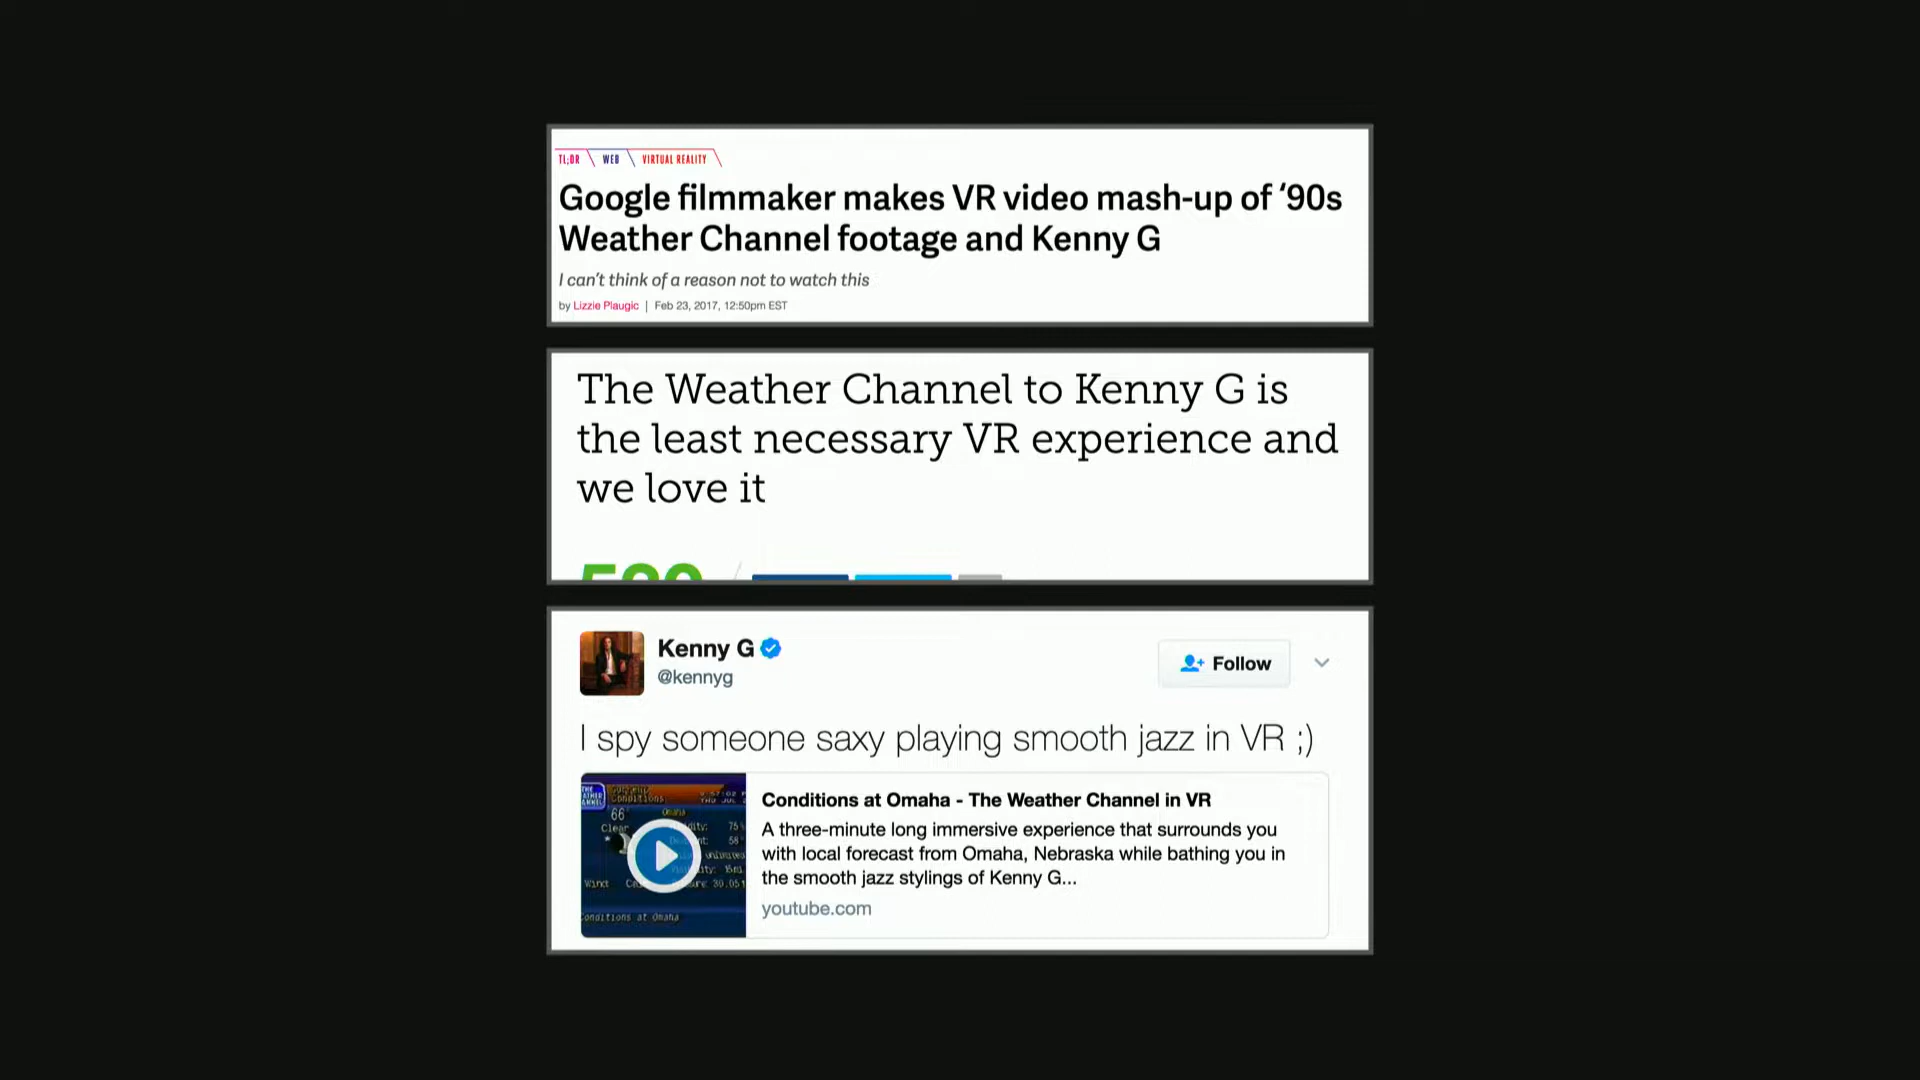 TL;DR WEB VIRTUAL REALITY
Google filmmaker makes VR video mash-up of ‘90s
Weather Channel footage and Kenny G
I can’t think of a reason not to watch this
by Lizzie Plaugic | Feb 23, 2017, 12:50pm EST
The Weather Channel to Kenny G is
the least necessary VR experience and
we love it
Kenny G
@kennyg
Follow
I spy someone saxy playing smooth jazz in VR ;)
Conditions
66°
Omaha
Clear
Wind:
Conditions at Omaha
Conditions at Omaha - The Weather Channel in VR
A three-minute long immersive experience that surrounds you
with local forecast from Omaha, Nebraska while bathing you in
the smooth jazz stylings of Kenny G...
youtube.com